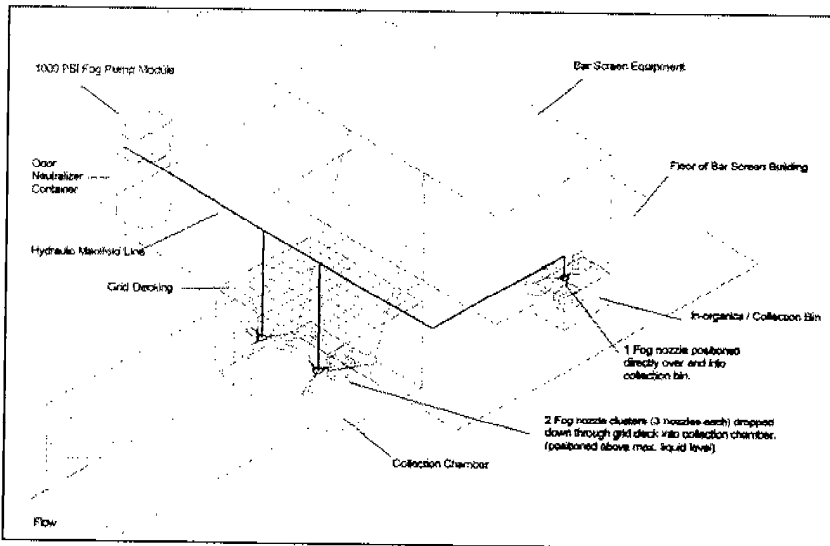 1000 PSI Fog Pump Module
Bar Screen Equipment
Odor
Neutralizer
Container
Floor of Bar Screen Building
Hydraulic Manifold Line
Grid Decking
In-organics / Collection Bin
1 Fog nozzle positioned
directly over and into
collection bin.
2 Fog nozzle clusters (3 nozzles each) dropped
down through grid deck into collection chamber.
(positioned above max. liquid level)
Collection Chamber
Flow